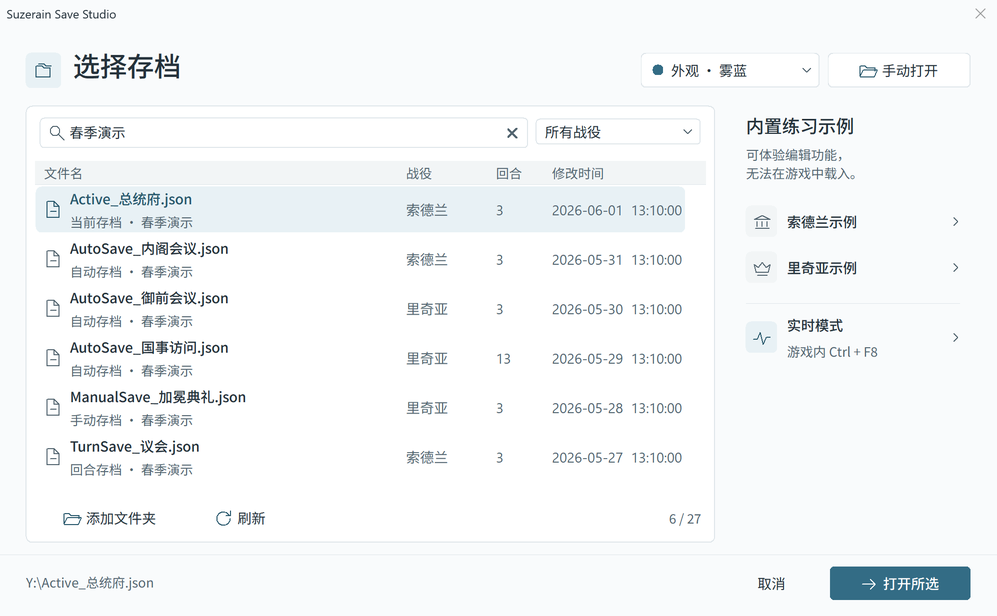 Suzerain Save Studio
选择存档
外观 · 雾蓝
手动打开
春季演示
所有战役
文件名 战役 回合 修改时间
Active_总统府.json
当前存档 · 春季演示
索德兰 3 2026-06-01 13:10:00
AutoSave_内阁会议.json
自动存档 · 春季演示
索德兰 3 2026-05-31 13:10:00
AutoSave_御前会议.json
自动存档 · 春季演示
里奇亚 3 2026-05-30 13:10:00
AutoSave_国事访问.json
自动存档 · 春季演示
里奇亚 13 2026-05-29 13:10:00
ManualSave_加冕典礼.json
手动存档 · 春季演示
里奇亚 3 2026-05-28 13:10:00
TurnSave_议会.json
回合存档 · 春季演示
索德兰 3 2026-05-27 13:10:00
添加文件夹
刷新
6 / 27
内置练习示例
可体验编辑功能，
无法在游戏中载入。
索德兰示例
里奇亚示例
实时模式
游戏内 Ctrl + F8
Y:\Active_总统府.json
取消
打开所选